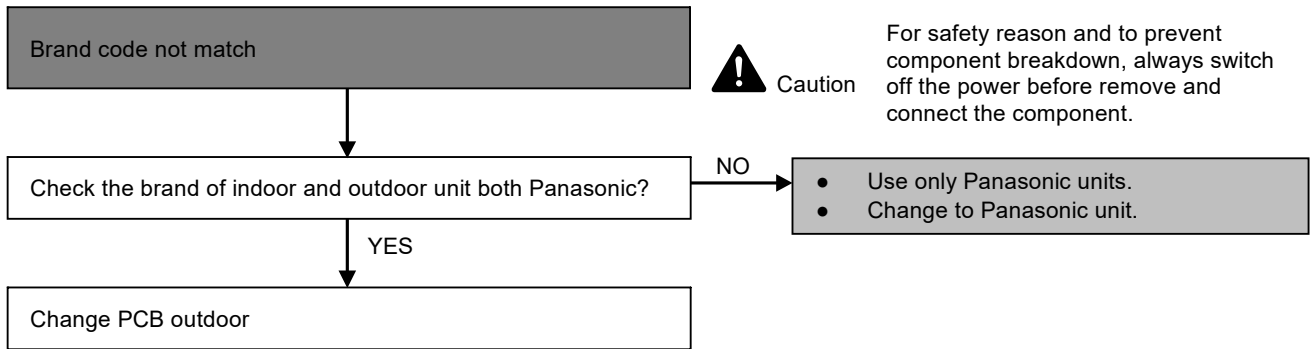 Brand code not match
Caution
For safety reason and to prevent
component breakdown, always switch
off the power before remove and
connect the component.
Check the brand of indoor and outdoor unit both Panasonic?
NO
● Use only Panasonic units.
● Change to Panasonic unit.
YES
Change PCB outdoor